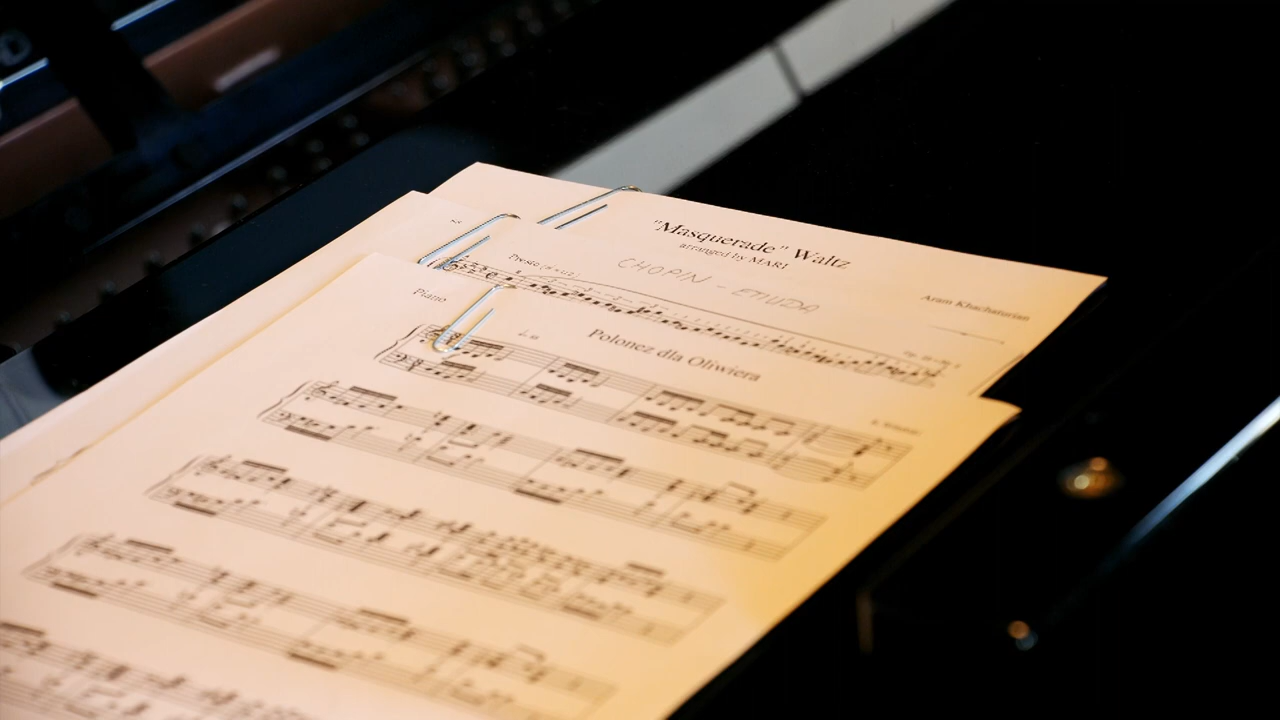 "Masquerade" Waltz
arranged by MARI
Aram Khachaturian
Presto
CHOPIN - ETIUDA
Piano
Polonez dla Oliwiera